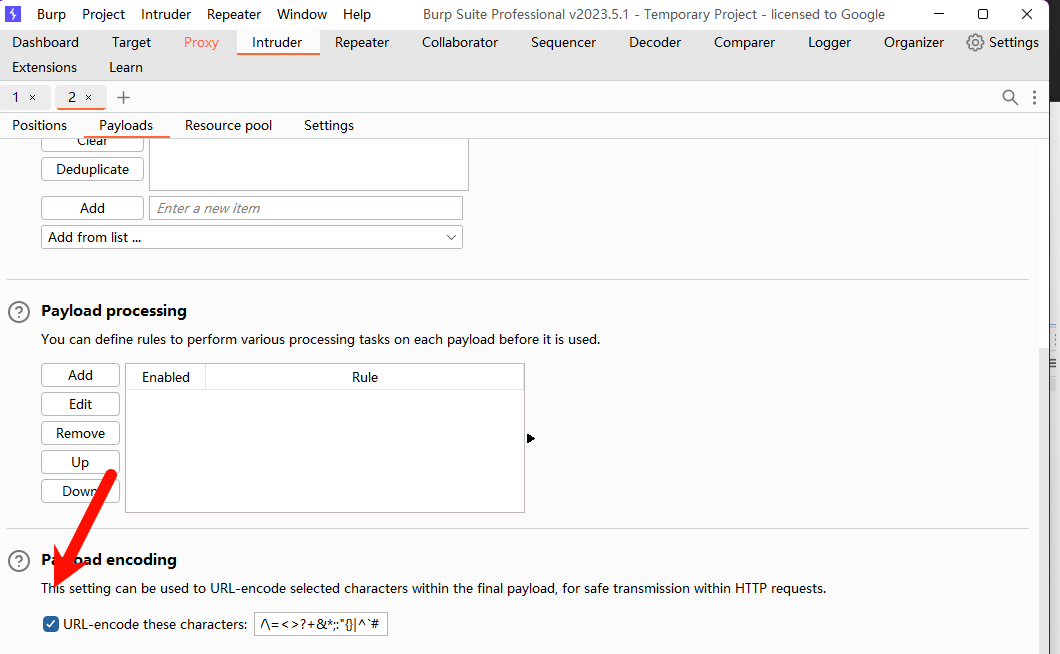 Burp Project Intruder Repeater Window Help Burp Suite Professional v2023.5.1 - Temporary Project - licensed to Google
Dashboard Target Proxy Intruder Repeater Collaborator Sequencer Decoder Comparer Logger Organizer Settings
Extensions Learn
1 × 2 × +
Positions Payloads Resource pool Settings
Clear
Deduplicate
Add Enter a new item
Add from list ...
? Payload processing
You can define rules to perform various processing tasks on each payload before it is used.
Add Enabled Rule
Edit
Remove
Up
Down
? Payload encoding
This setting can be used to URL-encode selected characters within the final payload, for safe transmission within HTTP requests.
URL-encode these characters: /\=<>?+&*;:"{}|^`#